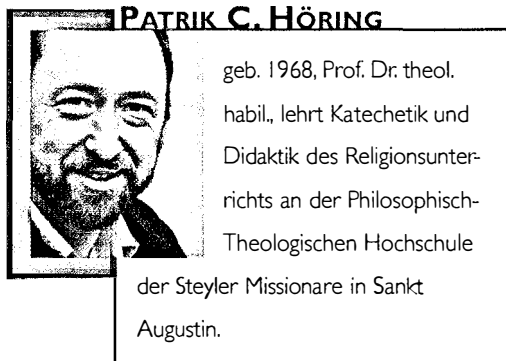 PATRIK C. HÖRING
geb. 1968, Prof. Dr. theol.
habil., lehrt Katechetik und
Didaktik des Religionsunter-
richts an der Philosophisch-
Theologischen Hochschule
der Steyler Missionare in Sankt
Augustin.